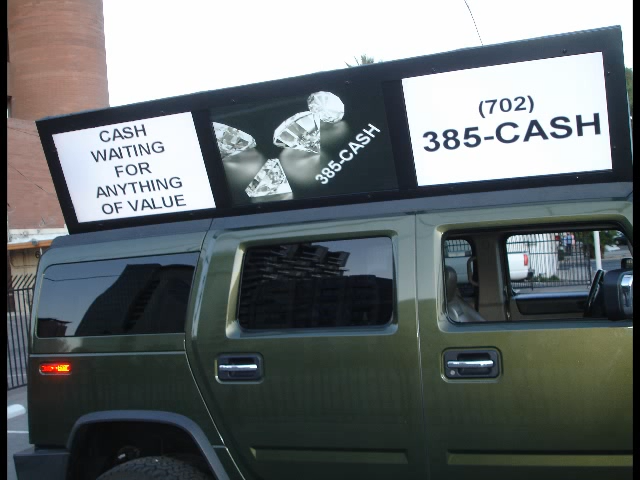 CASH
WAITING
FOR
ANYTHING
OF VALUE
385-CASH
(702)
385-CASH